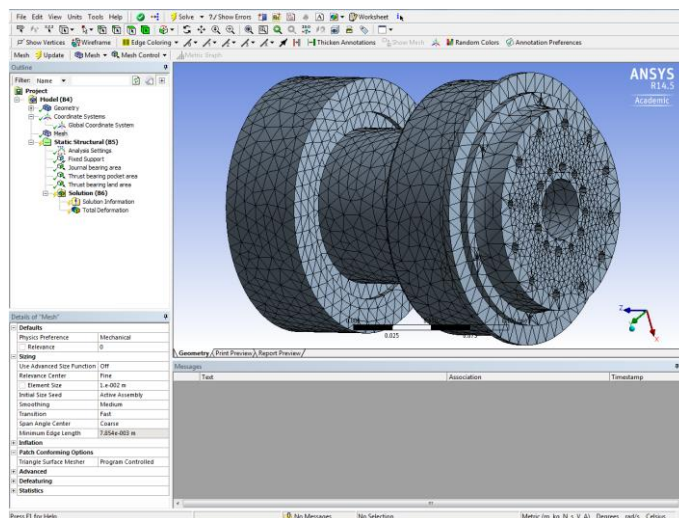 File Edit View Units Tools Help Solve ?/ Show Errors A Worksheet
Show Vertices Wireframe Edge Coloring Thicken Annotations Show Mesh Random Colors Annotation Preferences
Mesh Update Mesh Mesh Control Metric Graph
Outline
Filter: Name
Project
Model (B4)
Geometry
Coordinate Systems
Global Coordinate System
Mesh
Static Structural (B5)
Analysis Settings
Fixed Support
Journal bearing area
Thrust bearing pocket area
Thrust bearing land area
Solution (B6)
Solution Information
Total Deformation
ANSYS
R14.5
Academic
Z
X
0.025
0.075
Geometry Print Preview Report Preview
Details of "Mesh"
Defaults
Physics Preference Mechanical
Relevance 0
Sizing
Use Advanced Size Function Off
Relevance Center Fine
Element Size 1.e-002 m
Initial Size Seed Active Assembly
Smoothing Medium
Transition Fast
Span Angle Center Coarse
Minimum Edge Length 7.854e-003 m
Inflation
Patch Conforming Options
Triangle Surface Mesher Program Controlled
Advanced
Defeaturing
Statistics
Messages
Text Association Timestamp
Press F1 for Help No Messages No Selection Metric (m, kg, N, s, V, A) Degrees rad/s Celsius